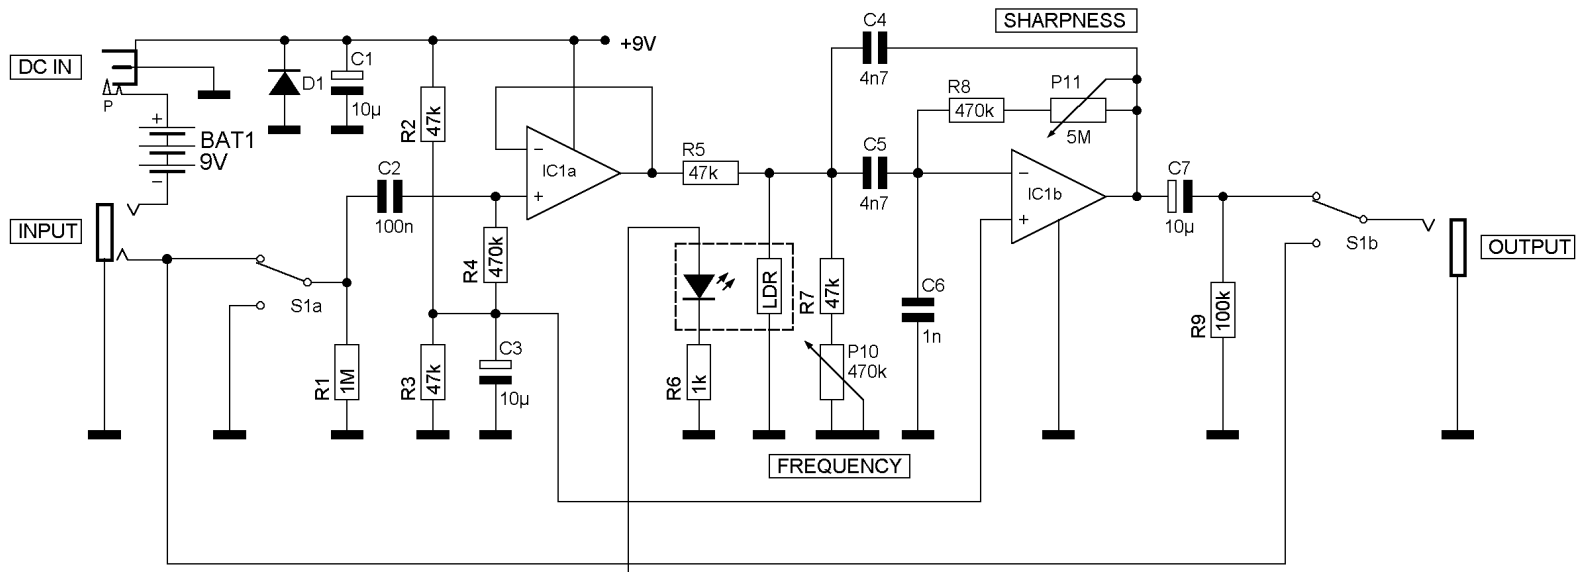 SHARPNESS
DC IN
P
+
BAT1
9V
−
INPUT
D1
C1
10µ
R2
47k
+9V
C2
100n
−
+
IC1a
R4
470k
S1a
R1
1M
R3
47k
C3
10µ
R5
47k
C4
4n7
C5
4n7
R8
470k
P11
5M
−
+
IC1b
C7
10µ
S1b
OUTPUT
LDR
R7
47k
R6
1k
P10
470k
C6
1n
R9
100k
FREQUENCY